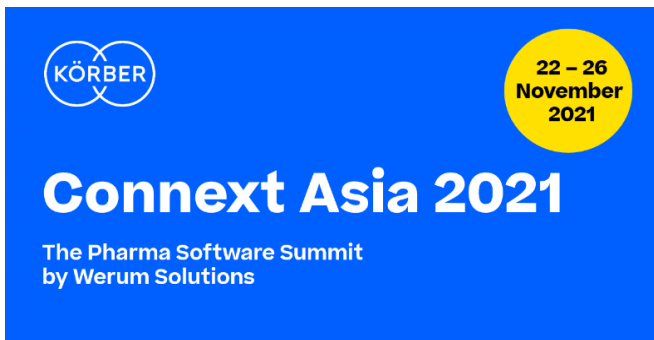 KÖRBER
22 – 26
November
2021
Connext Asia 2021
The Pharma Software Summit
by Werum Solutions